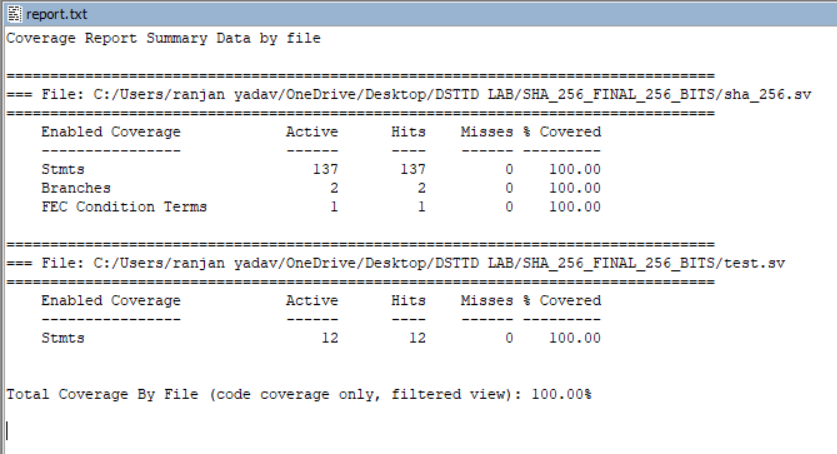 report.txt
Coverage Report Summary Data by file
=================================================================================
=== File: C:/Users/ranjan yadav/OneDrive/Desktop/DSTTD LAB/SHA_256_FINAL_256_BITS/sha_256.sv
=================================================================================
Enabled Coverage Active Hits Misses % Covered
---------------- ------ ---- ------ ---------
Stmts 137 137 0 100.00
Branches 2 2 0 100.00
FEC Condition Terms 1 1 0 100.00
=================================================================================
=== File: C:/Users/ranjan yadav/OneDrive/Desktop/DSTTD LAB/SHA_256_FINAL_256_BITS/test.sv
=================================================================================
Enabled Coverage Active Hits Misses % Covered
---------------- ------ ---- ------ ---------
Stmts 12 12 0 100.00
Total Coverage By File (code coverage only, filtered view): 100.00%